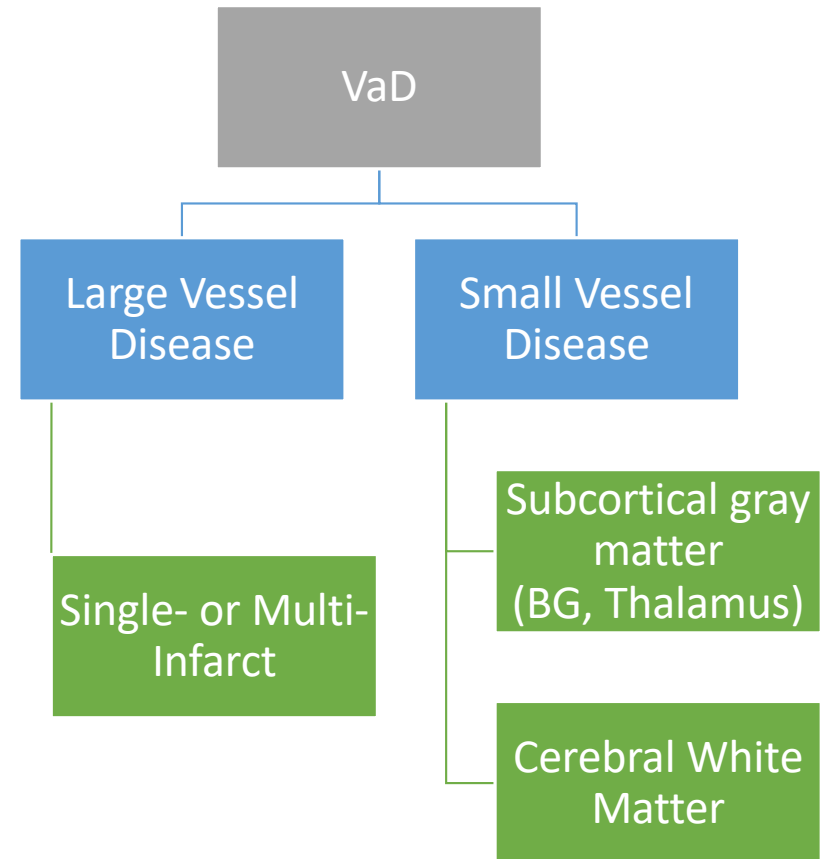 VaD
Large Vessel
Disease
Small Vessel
Disease
Single- or Multi-
Infarct
Subcortical gray
matter
(BG, Thalamus)
Cerebral White
Matter